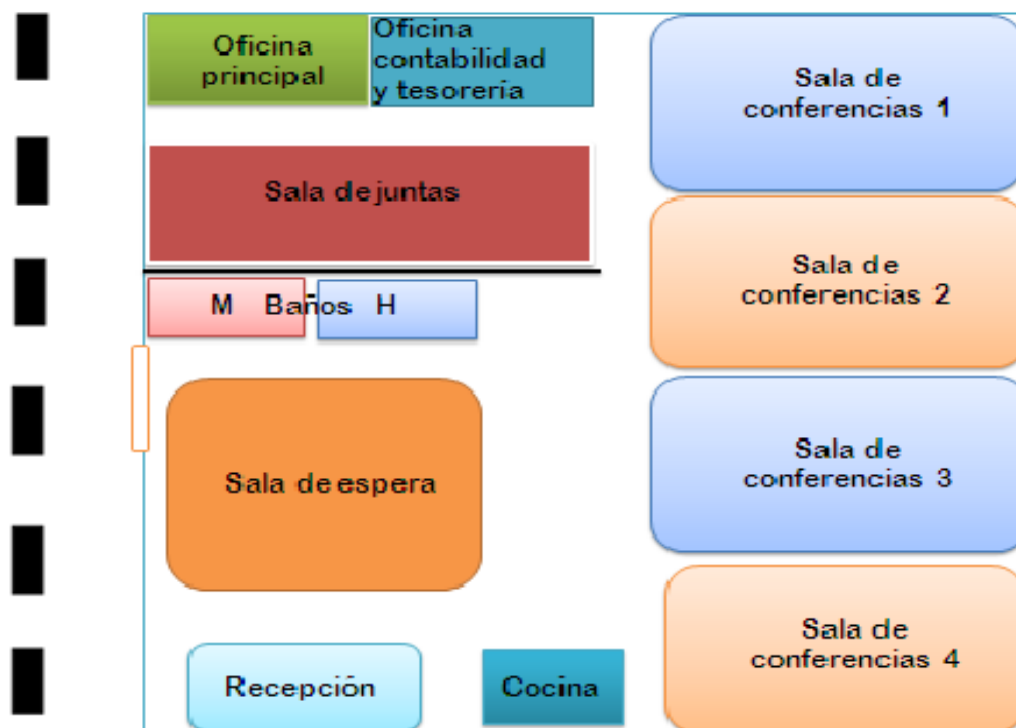 Oficina
principal
Oficina
contabilidad
y tesorería
Sala de
conferencias 1
Sala de juntas
Sala de
conferencias 2
M Baños H
Sala de espera
Sala de
conferencias 3
Recepción
Cocina
Sala de
conferencias 4